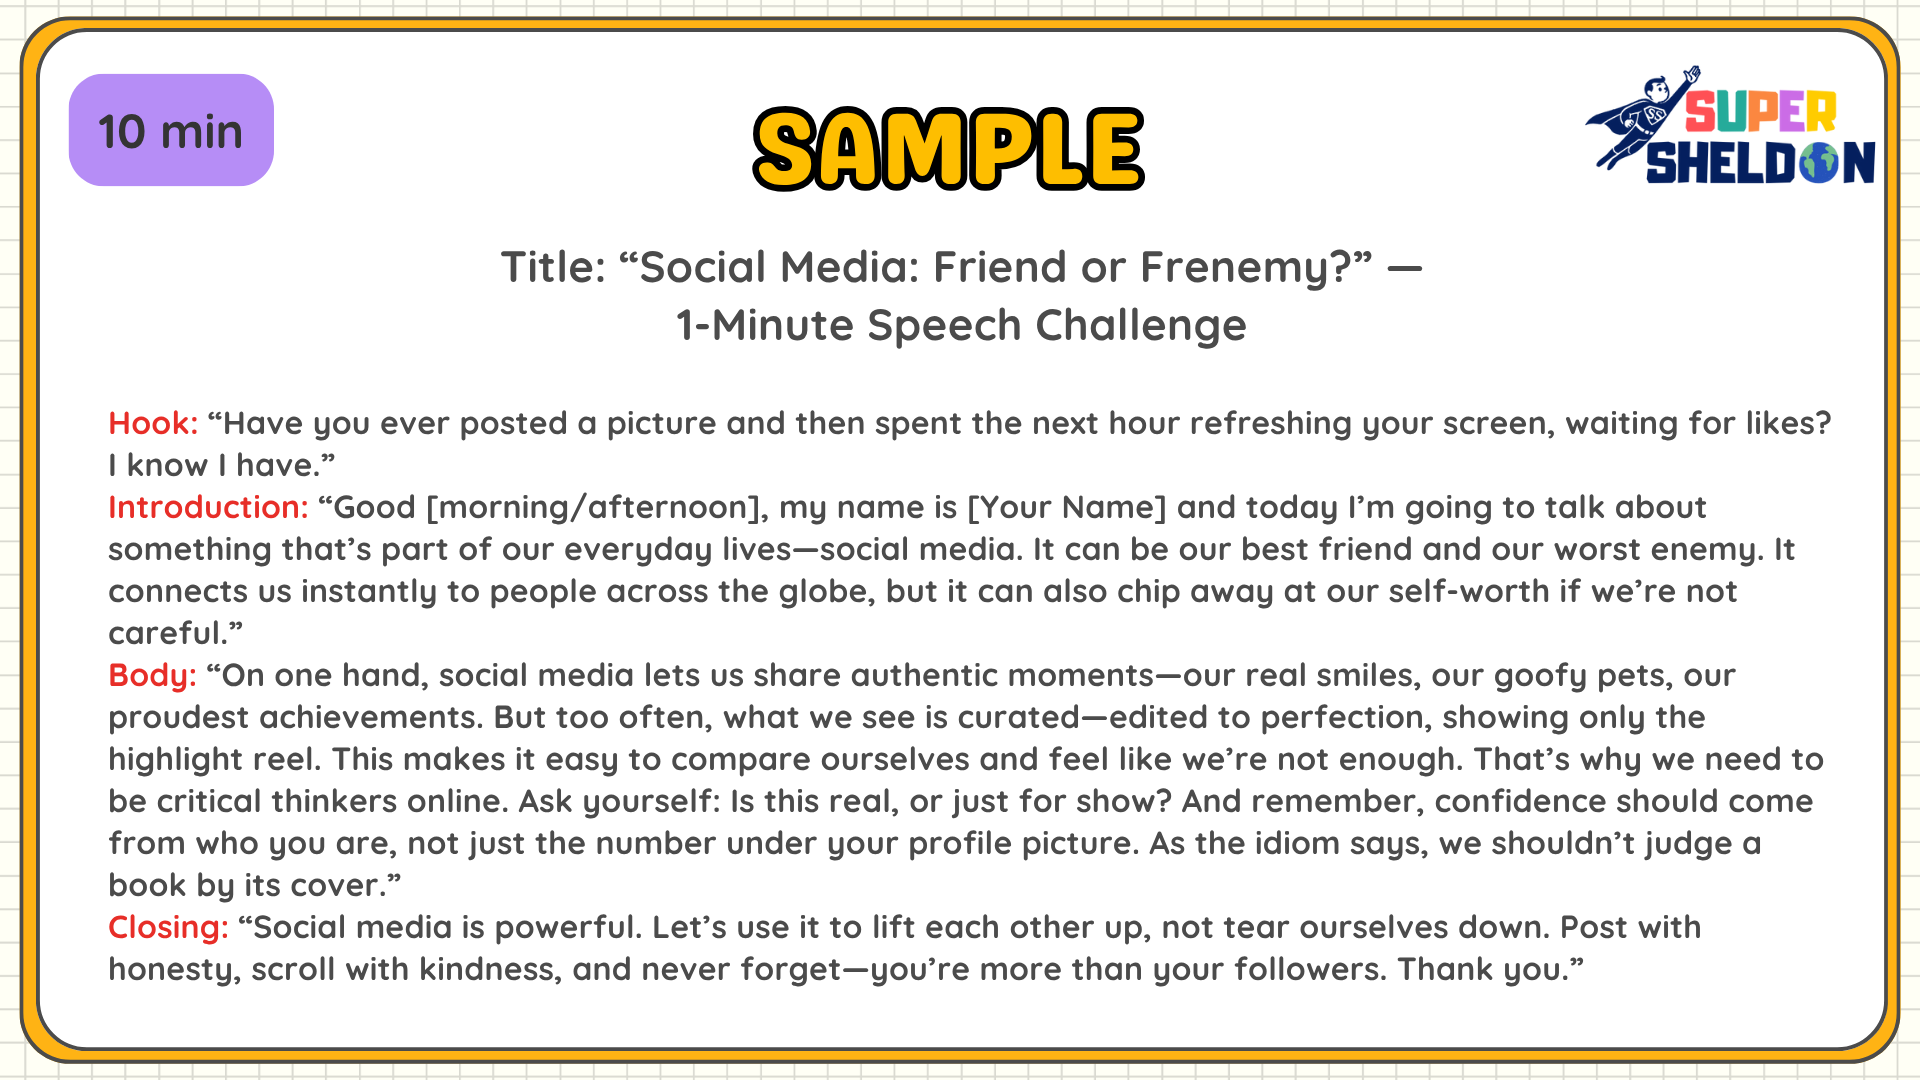 10 min
SAMPLE
SUPER
SHELDON
Title: “Social Media: Friend or Frenemy?” —
1-Minute Speech Challenge
Hook: “Have you ever posted a picture and then spent the next hour refreshing your screen, waiting for likes?
I know I have.”
Introduction: “Good [morning/afternoon], my name is [Your Name] and today I’m going to talk about
something that’s part of our everyday lives—social media. It can be our best friend and our worst enemy. It
connects us instantly to people across the globe, but it can also chip away at our self-worth if we’re not
careful.”
Body: “On one hand, social media lets us share authentic moments—our real smiles, our goofy pets, our
proudest achievements. But too often, what we see is curated—edited to perfection, showing only the
highlight reel. This makes it easy to compare ourselves and feel like we’re not enough. That’s why we need to
be critical thinkers online. Ask yourself: Is this real, or just for show? And remember, confidence should come
from who you are, not just the number under your profile picture. As the idiom says, we shouldn’t judge a
book by its cover.”
Closing: “Social media is powerful. Let’s use it to lift each other up, not tear ourselves down. Post with
honesty, scroll with kindness, and never forget—you’re more than your followers. Thank you.”